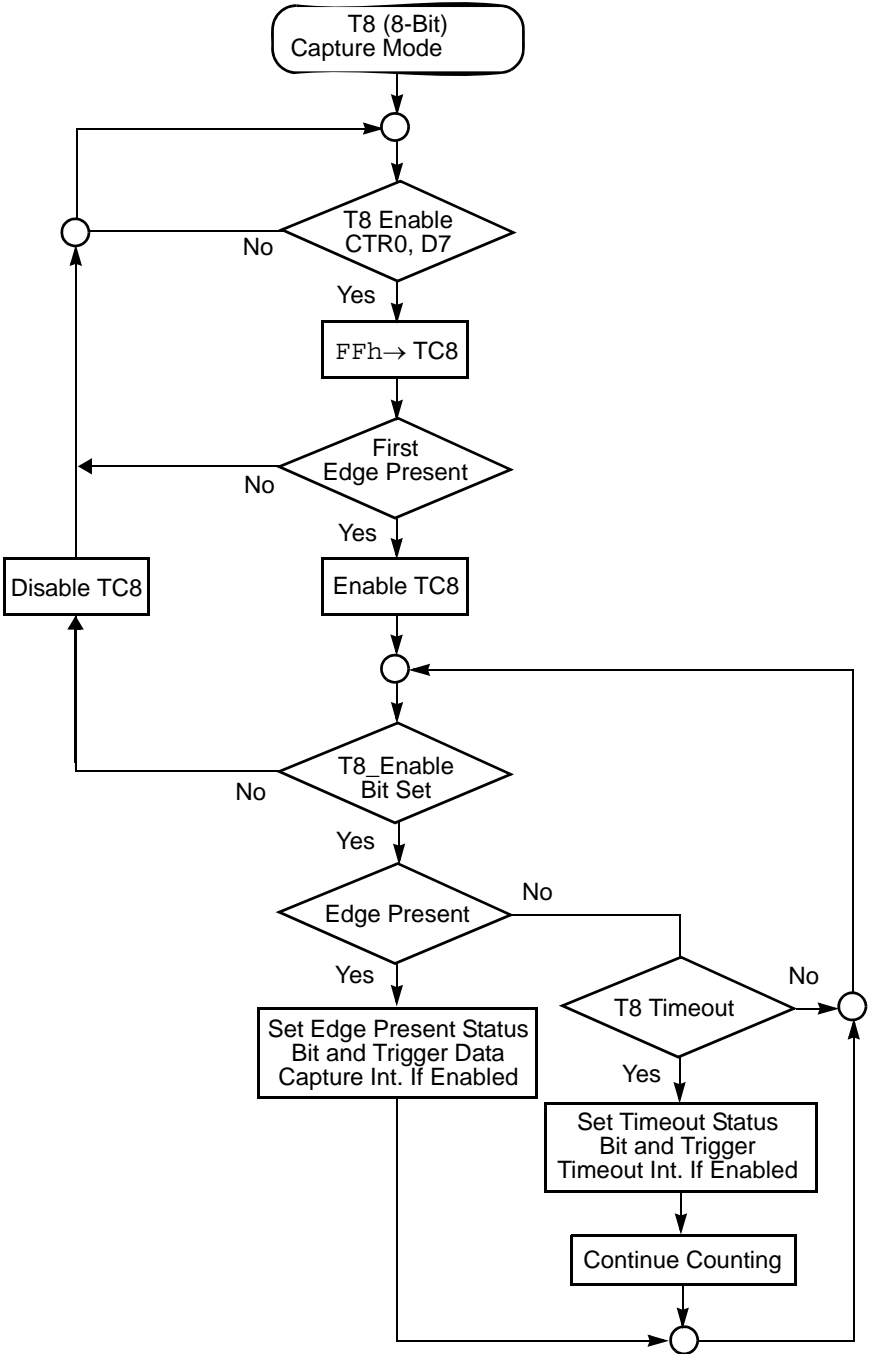 T8 (8-Bit)
Capture Mode
T8 Enable
CTR0, D7
No
Yes
FFh→ TC8
First
Edge Present
No
Yes
Disable TC8
Enable TC8
T8_Enable
Bit Set
No
Yes
Edge Present
No
Yes
T8 Timeout
No
Set Edge Present Status
Bit and Trigger Data
Capture Int. If Enabled
Yes
Set Timeout Status
Bit and Trigger
Timeout Int. If Enabled
Continue Counting